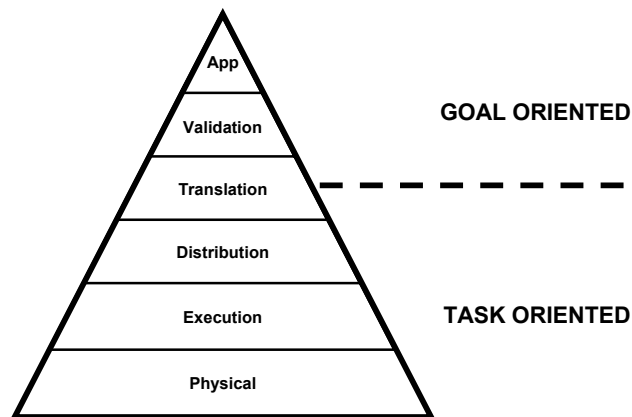 App
Validation
GOAL ORIENTED
Translation
Distribution
Execution
TASK ORIENTED
Physical